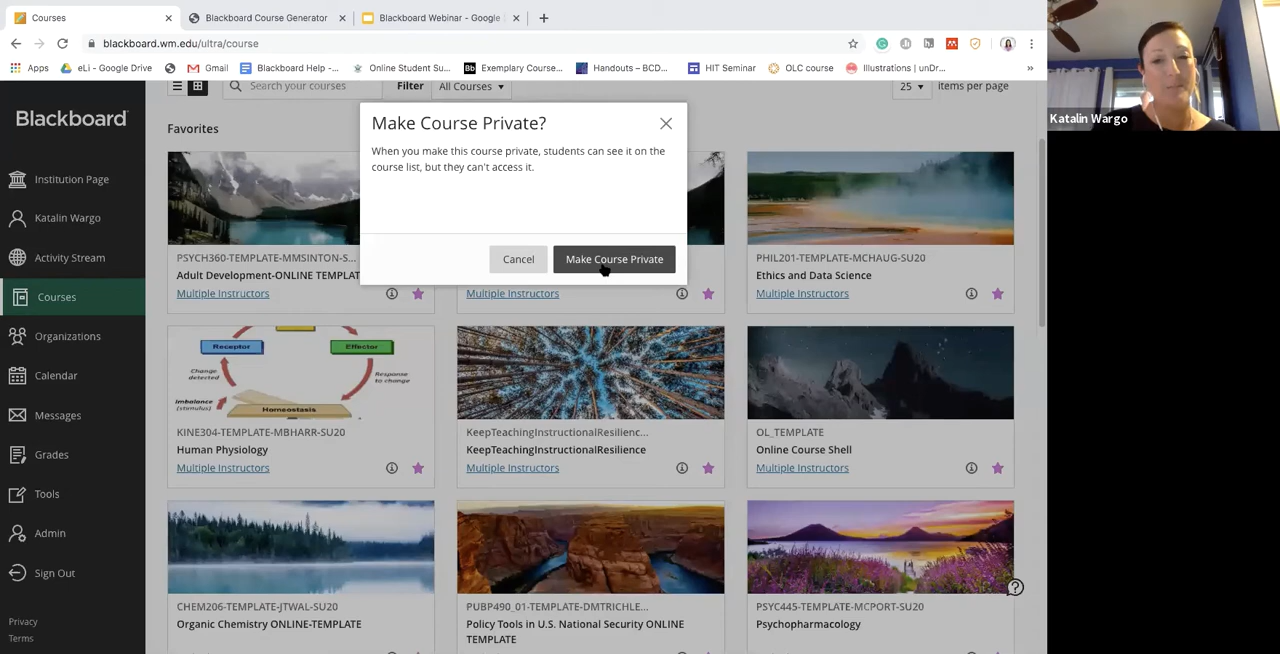 Courses
Blackboard Course Generator
Blackboard Webinar - Google
blackboard.wm.edu/ultra/course
Apps
eLi - Google Drive
Gmail
Blackboard Help -...
Online Student Su...
Bb
Exemplary Course...
Handouts – BCD...
HIT Seminar
OLC course
Illustrations | unDr...
Search your courses
Filter
All Courses
25
items per page
Blackboard
Institution Page
Katalin Wargo
Activity Stream
Courses
Organizations
Calendar
Messages
Grades
Tools
Admin
Sign Out
Privacy
Terms
Favorites
Make Course Private?
When you make this course private, students can see it on the
course list, but they can't access it.
Cancel
Make Course Private
PSYCH360-TEMPLATE-MMSINTON-S...
Adult Development-ONLINE TEMPLAT
Multiple Instructors
Multiple Instructors
PHIL201-TEMPLATE-MCHAUG-SU20
Ethics and Data Science
Multiple Instructors
Receptor
Effector
Change
detected
Response
to change
Imbalance
(stimulus)
Homeostasis
KINE304-TEMPLATE-MBHARR-SU20
Human Physiology
Multiple Instructors
KeepTeachingInstructionalResilienc...
KeepTeachingInstructionalResilience
Multiple Instructors
OL_TEMPLATE
Online Course Shell
Multiple Instructors
CHEM206-TEMPLATE-JTWAL-SU20
Organic Chemistry ONLINE-TEMPLATE
PUBP490_01-TEMPLATE-DMTRICHLE...
Policy Tools in U.S. National Security ONLINE
TEMPLATE
PSYC445-TEMPLATE-MCPORT-SU20
Psychopharmacology
Katalin Wargo